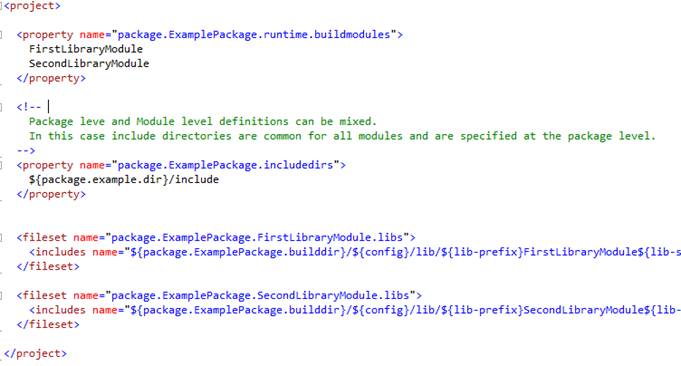 <project>
<property name="package.ExamplePackage.runtime.buildmodules">
FirstLibraryModule
SecondLibraryModule
</property>
<!--
Package leve and Module level definitions can be mixed.
In this case include directories are common for all modules and are specified at the package level.
-->
<property name="package.ExamplePackage.includedirs">
${package.example.dir}/include
</property>
<fileset name="package.ExamplePackage.FirstLibraryModule.libs">
<includes name="${package.ExamplePackage.builddir}/${config}/lib/${lib-prefix}FirstLibraryModule${lib-s
</fileset>
<fileset name="package.ExamplePackage.SecondLibraryModule.libs">
<includes name="${package.ExamplePackage.builddir}/${config}/lib/${lib-prefix}SecondLibraryModule${lib-
</fileset>
</project>